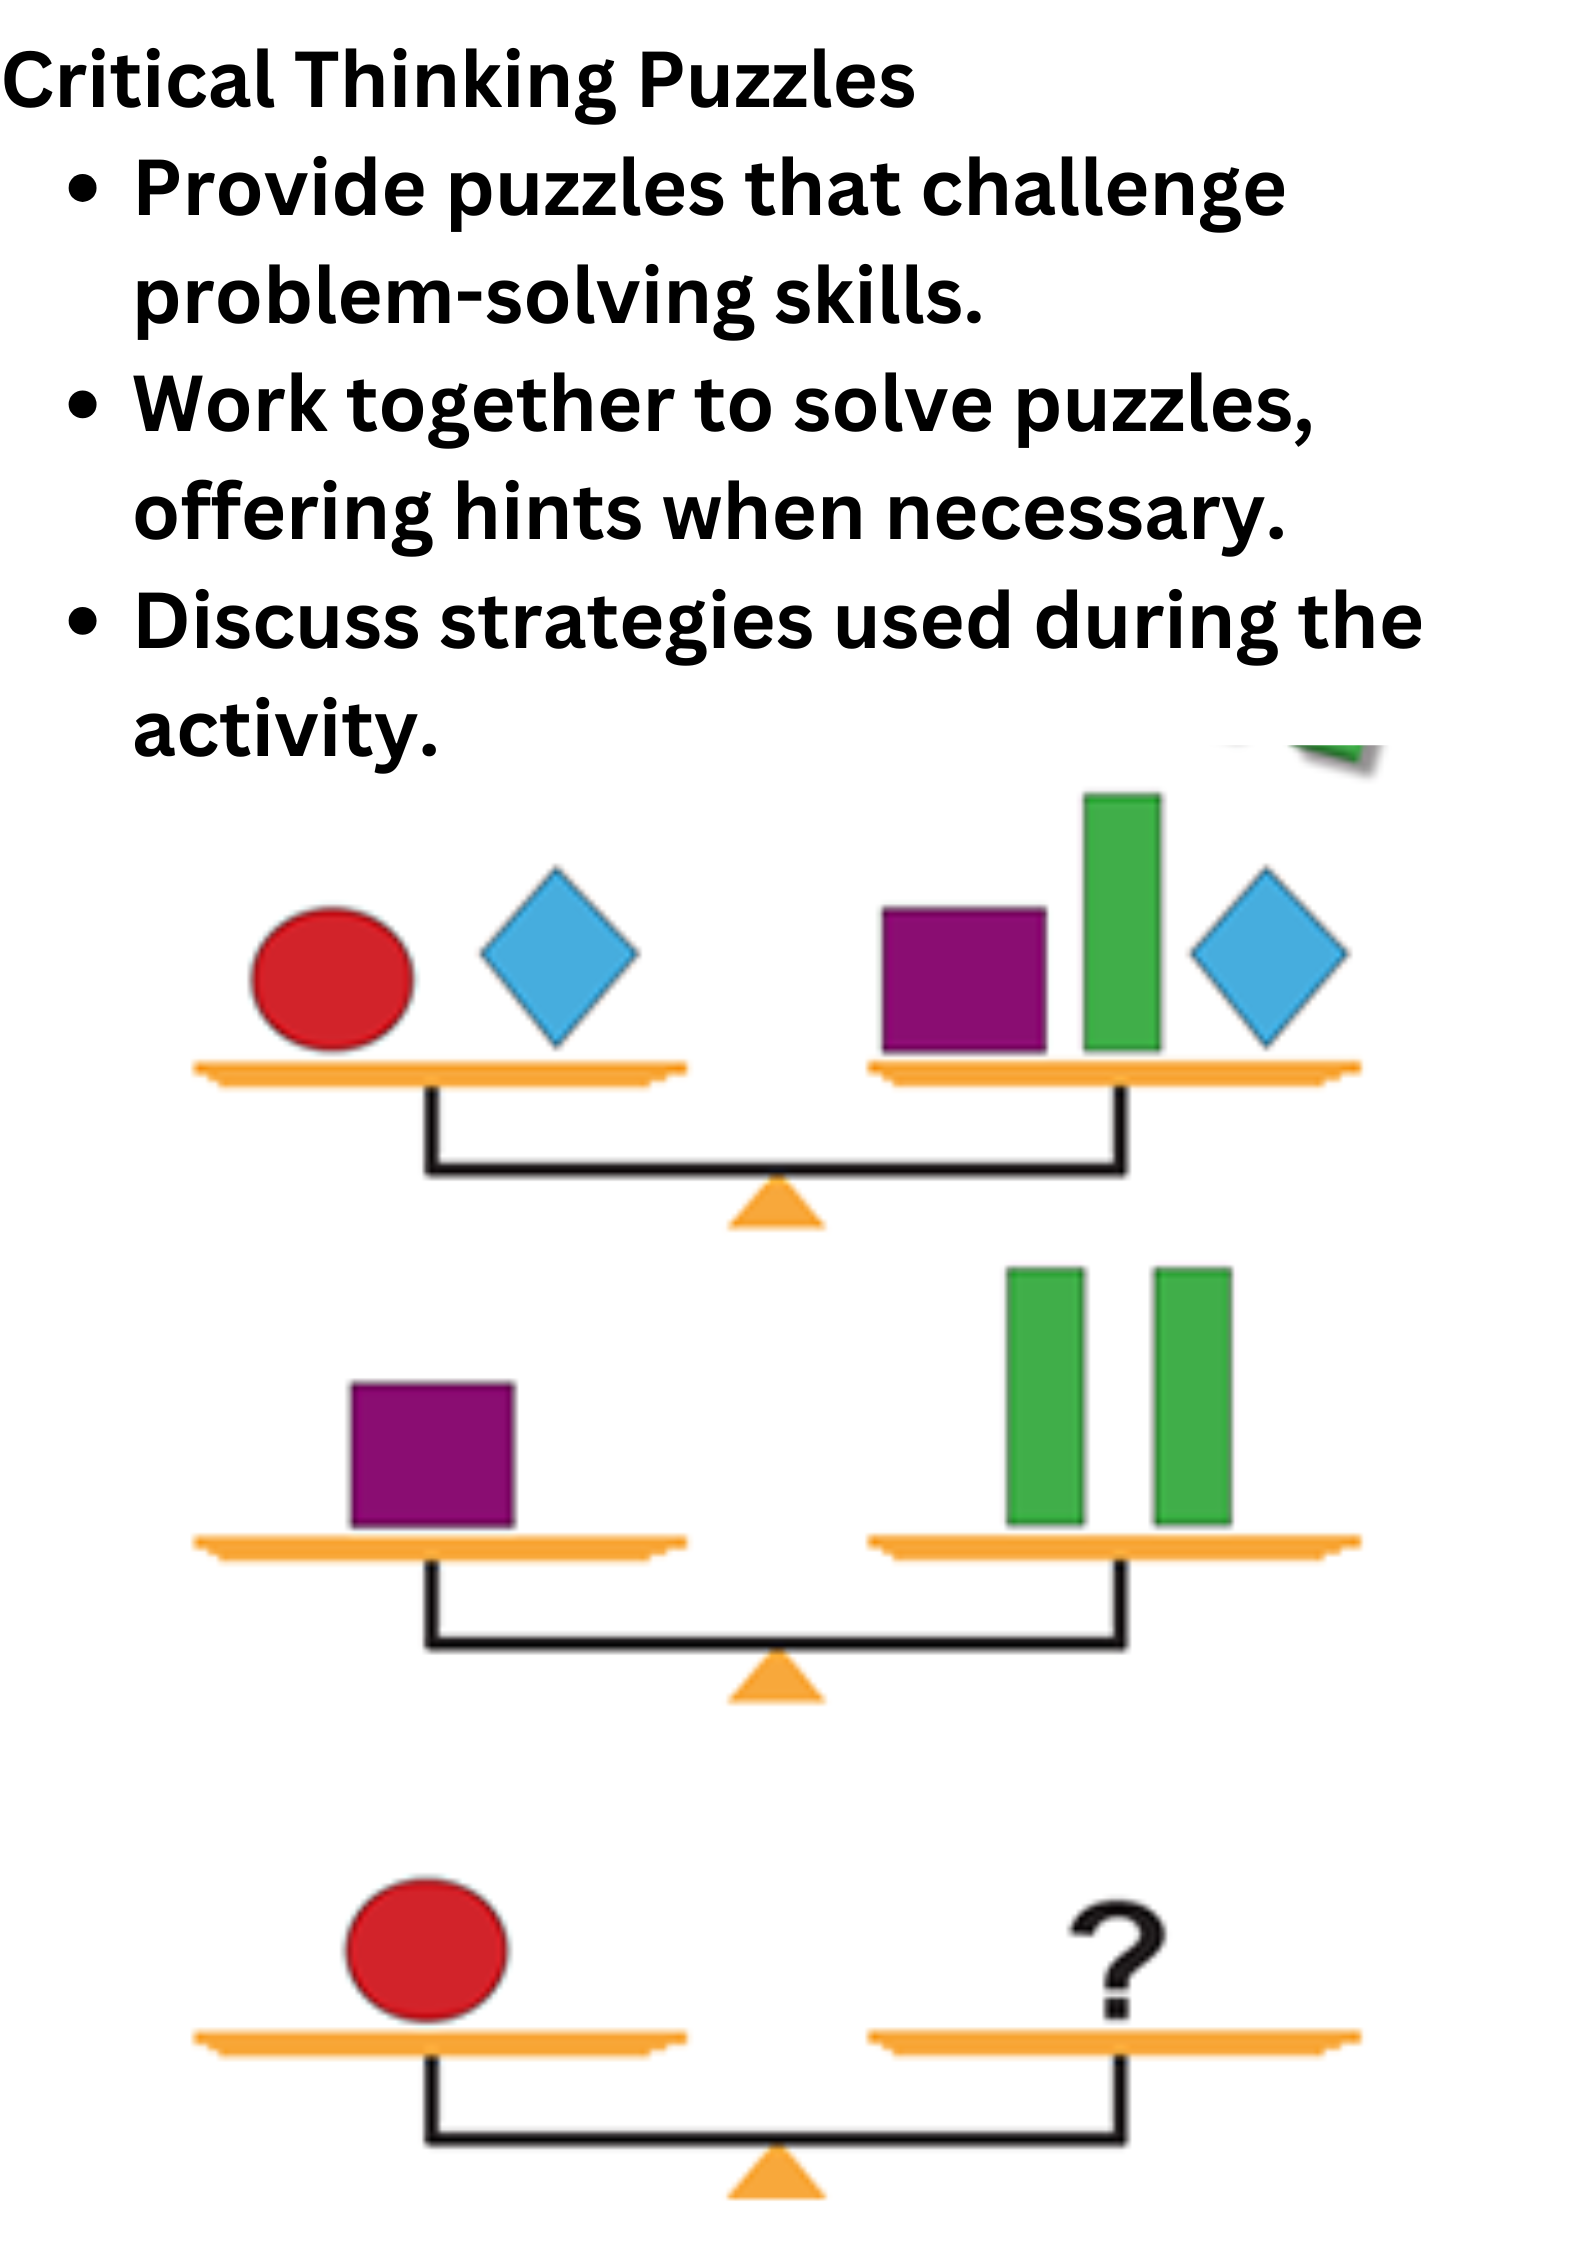 Critical Thinking Puzzles
• Provide puzzles that challenge
problem-solving skills.
• Work together to solve puzzles,
offering hints when necessary.
• Discuss strategies used during the
activity.
?